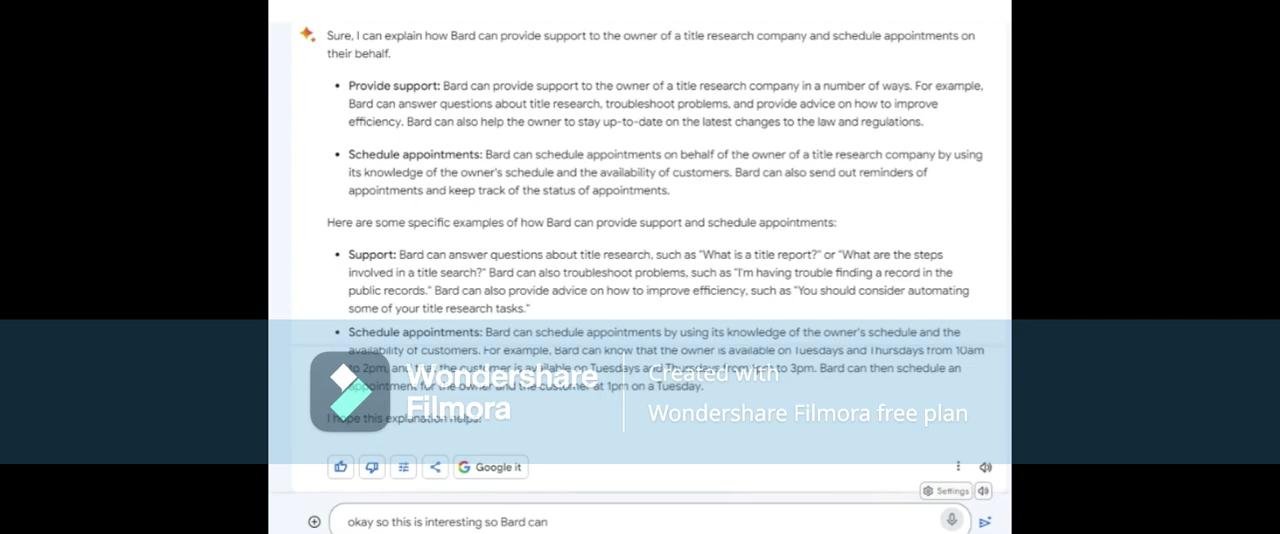 Sure, I can explain how Bard can provide support to the owner of a title research company and schedule appointments on
their behalf.
• Provide support: Bard can provide support to the owner of a title research company in a number of ways. For example,
Bard can answer questions about title research, troubleshoot problems, and provide advice on how to improve
efficiency. Bard can also help the owner to stay up-to-date on the latest changes to the law and regulations.
• Schedule appointments: Bard can schedule appointments on behalf of the owner of a title research company by using
its knowledge of the owner's schedule and the availability of customers. Bard can also send out reminders of
appointments and keep track of the status of appointments.
Here are some specific examples of how Bard can provide support and schedule appointments:
• Support: Bard can answer questions about title research, such as "What is a title report?" or "What are the steps
involved in a title search?" Bard can also troubleshoot problems, such as "I'm having trouble finding a record in the
public records." Bard can also provide advice on how to improve efficiency, such as "You should consider automating
some of your title research tasks."
• Schedule appointments: Bard can schedule appointments by using its knowledge of the owner's schedule and the
availability of customers. For example, Bard can know that the owner is available on Tuesdays and Thursdays from 10am
to 2pm, and that the customer is available on Tuesdays and Thursdays from 1pm to 3pm. Bard can then schedule an
appointment for the owner and the customer at 1pm on a Tuesday.
I hope this explanation helps.
Wondershare
Filmora
Created with
Wondershare Filmora free plan
Google it
Settings
okay so this is interesting so Bard can